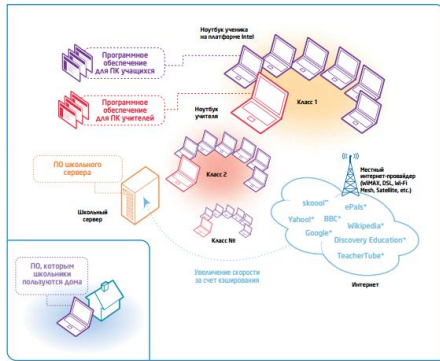 Ноутбук ученика
на платформе Intel
Программное
обеспечение
для ПК учащихся
Программное
обеспечение
для ПК учителей
Ноутбук
учителя
Класс 1
ПО школьного
сервера
Класс 2
Школьный
сервер
Класс №
Местный
интернет-провайдер
(WiMAX, DSL, Wi-Fi
Mesh, Satellite, etc.)
skoool™
ePals*
Yahoo!*
BBC*
Wikipedia*
Google*
Discovery Education*
TeacherTube*
Интернет
Увеличение скорости
за счет кэширования
ПО, которым
школьники
пользуются дома